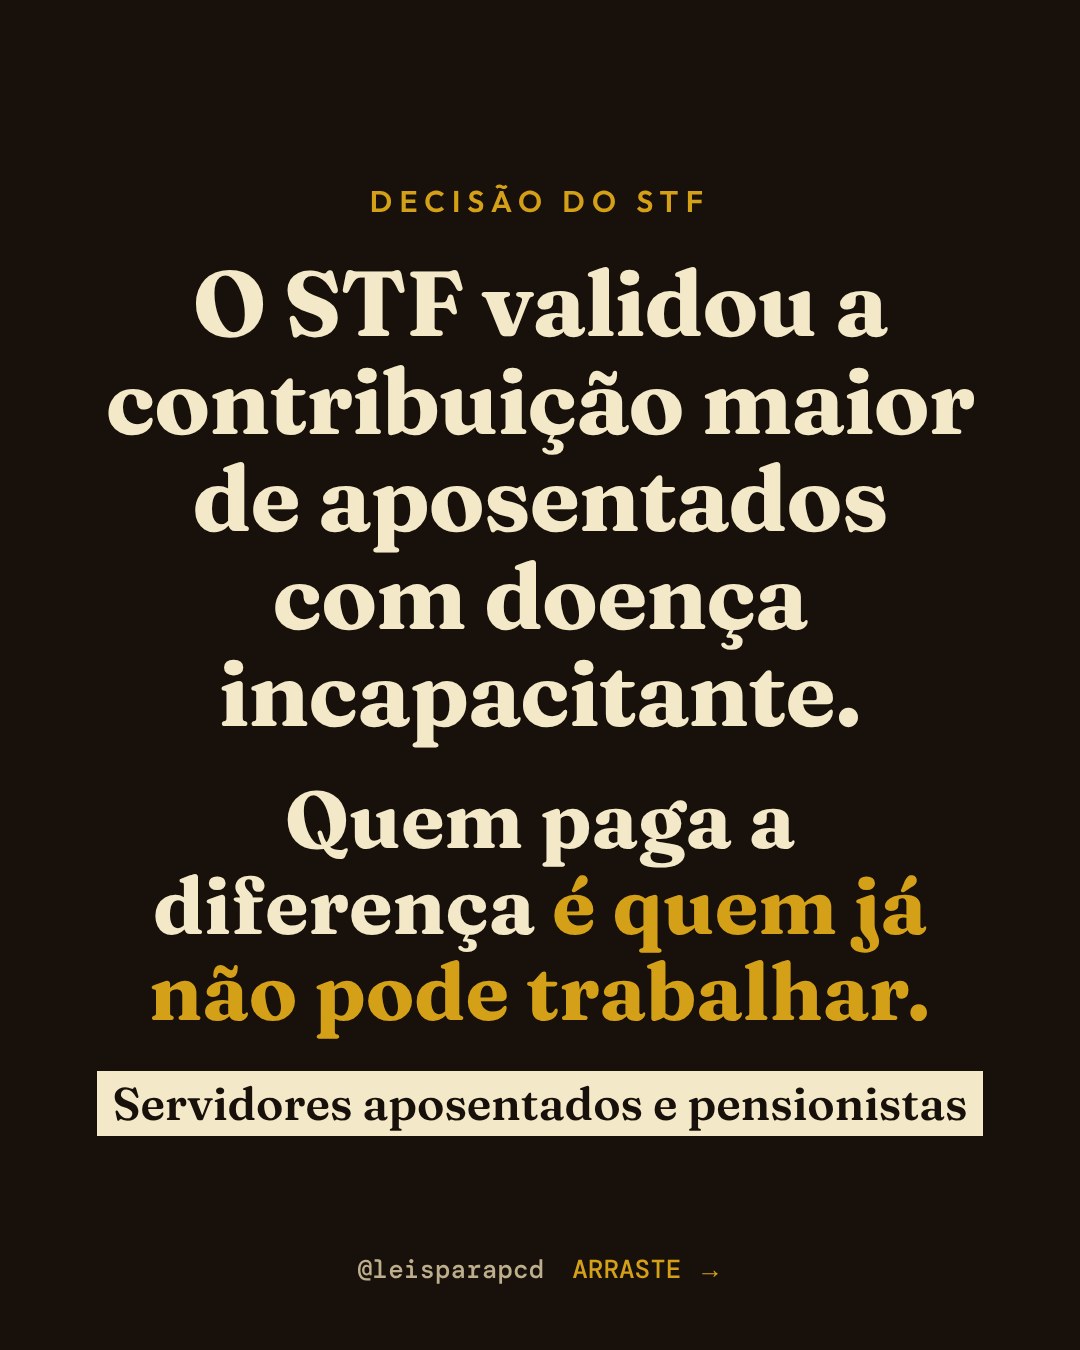 DECISÃO DO STF
O STF validou a
contribuição maior
de aposentados
com doença
incapacitante.
Quem paga a
diferença é quem já
não pode trabalhar.
Servidores aposentados e pensionistas
@leisparapcd ARRASTE →